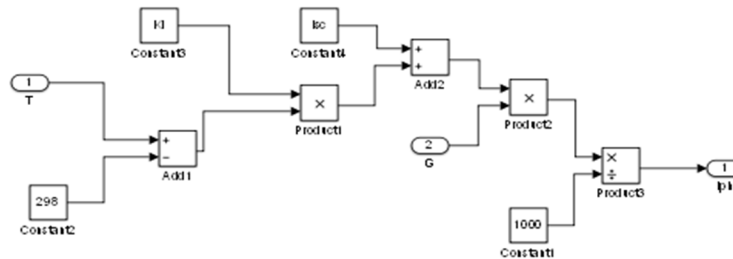 ki
Constant3
Isc
Constant4
+
+
Add2
1
T
×
Product1
×
Product2
+
−
Add1
2
G
×
÷
Product3
1
Iph
298
Constant2
1000
Constant1